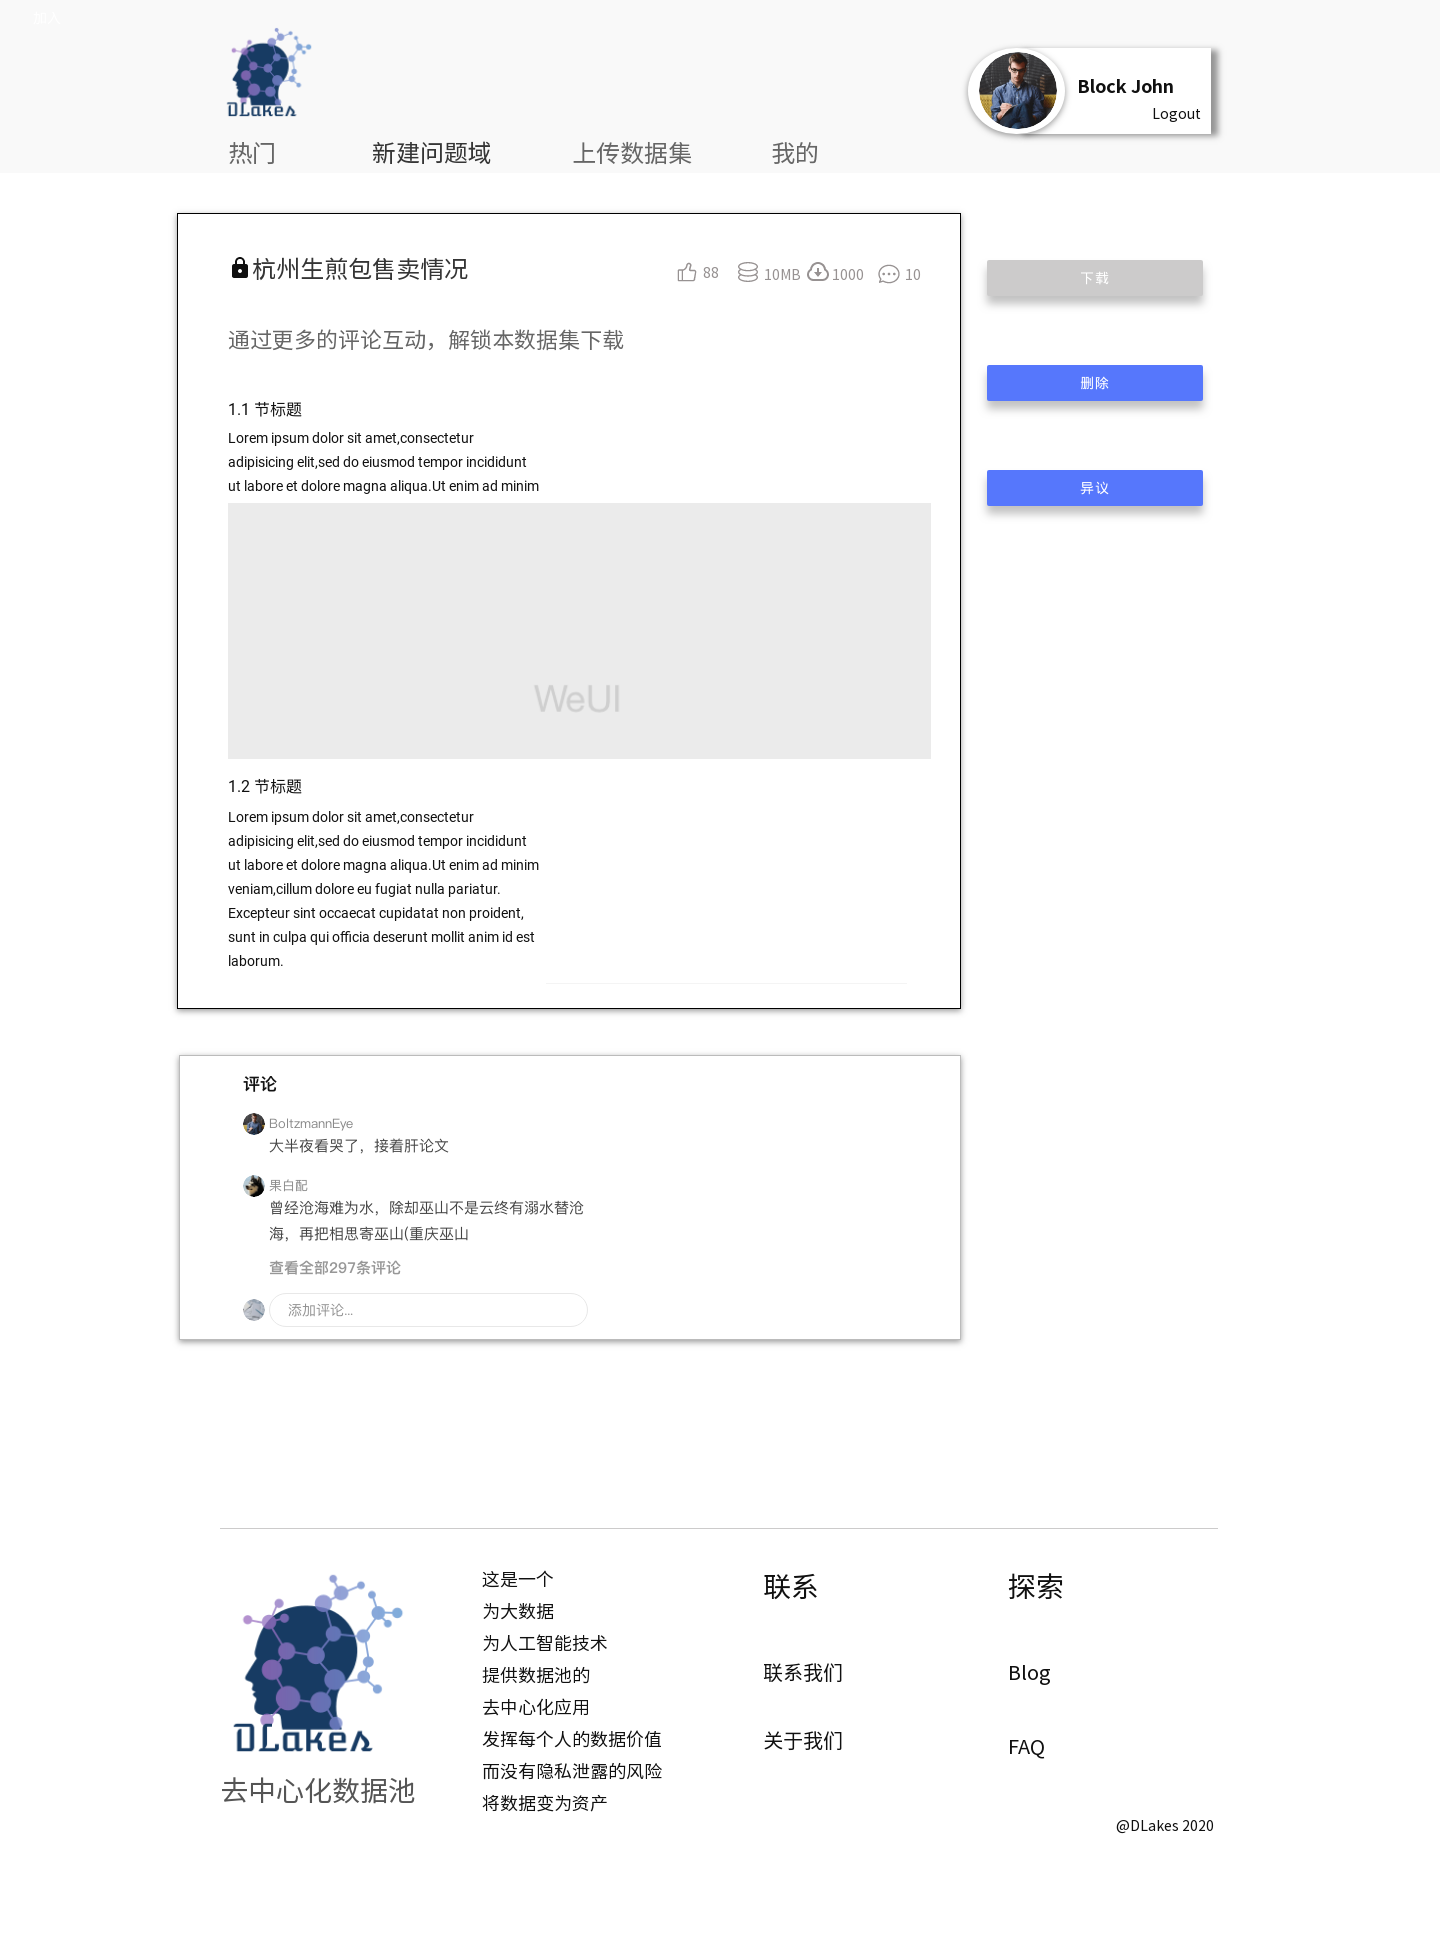 加入
DLakes
Block John
Logout
热门
新建问题域
上传数据集
我的
杭州生煎包售卖情况
88
10MB
1000
10
下载
通过更多的评论互动，解锁本数据集下载
删除
1.1 节标题
Lorem ipsum dolor sit amet,consectetur
adipisicing elit,sed do eiusmod tempor incididunt
ut labore et dolore magna aliqua.Ut enim ad minim
异议
WeUI
1.2 节标题
Lorem ipsum dolor sit amet,consectetur
adipisicing elit,sed do eiusmod tempor incididunt
ut labore et dolore magna aliqua.Ut enim ad minim
veniam,cillum dolore eu fugiat nulla pariatur.
Excepteur sint occaecat cupidatat non proident,
sunt in culpa qui officia deserunt mollit anim id est
laborum.
评论
BoltzmannEye
大半夜看哭了，接着肝论文
果白配
曾经沧海难为水，除却巫山不是云终有溺水替沧
海，再把相思寄巫山(重庆巫山
查看全部297条评论
添加评论...
DLakes
去中心化数据池
这是一个
为大数据
为人工智能技术
提供数据池的
去中心化应用
发挥每个人的数据价值
而没有隐私泄露的风险
将数据变为资产
联系
联系我们
关于我们
探索
Blog
FAQ
@DLakes 2020